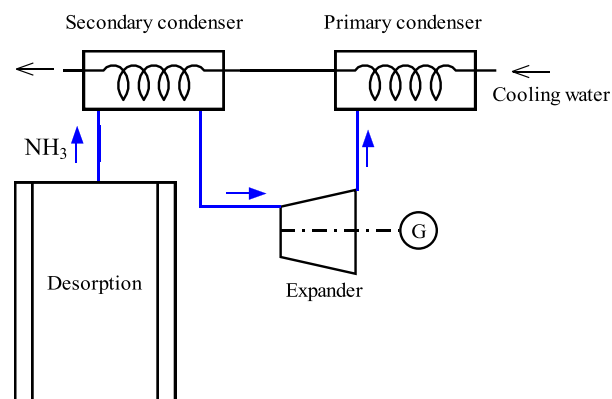 Secondary condenser
Primary condenser
Cooling water
NH₃
G
Desorption
Expander